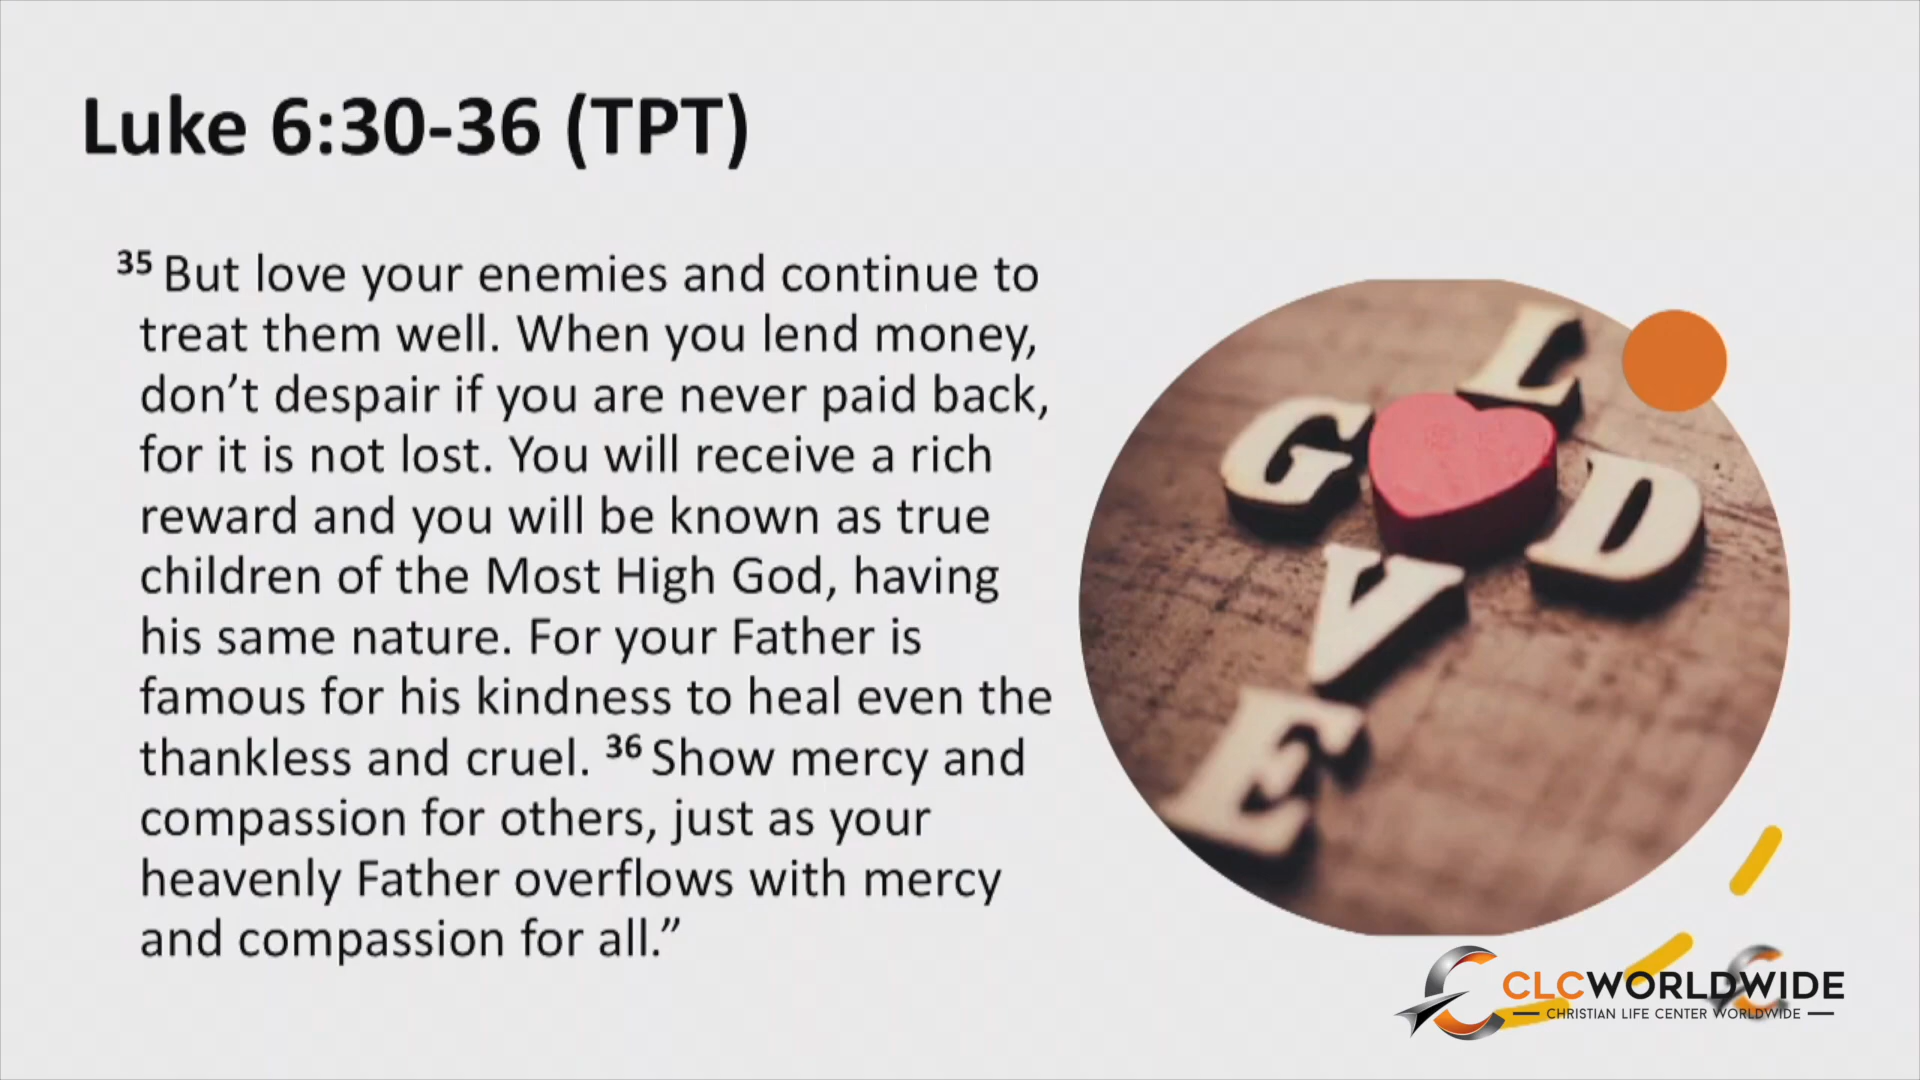 Luke 6:30-36 (TPT)
35 But love your enemies and continue to
treat them well. When you lend money,
don’t despair if you are never paid back,
for it is not lost. You will receive a rich
reward and you will be known as true
children of the Most High God, having
his same nature. For your Father is
famous for his kindness to heal even the
thankless and cruel. 36 Show mercy and
compassion for others, just as your
heavenly Father overflows with mercy
and compassion for all.”
L
G D
V
E
CLCWORLDWIDE
CHRISTIAN LIFE CENTER WORLDWIDE